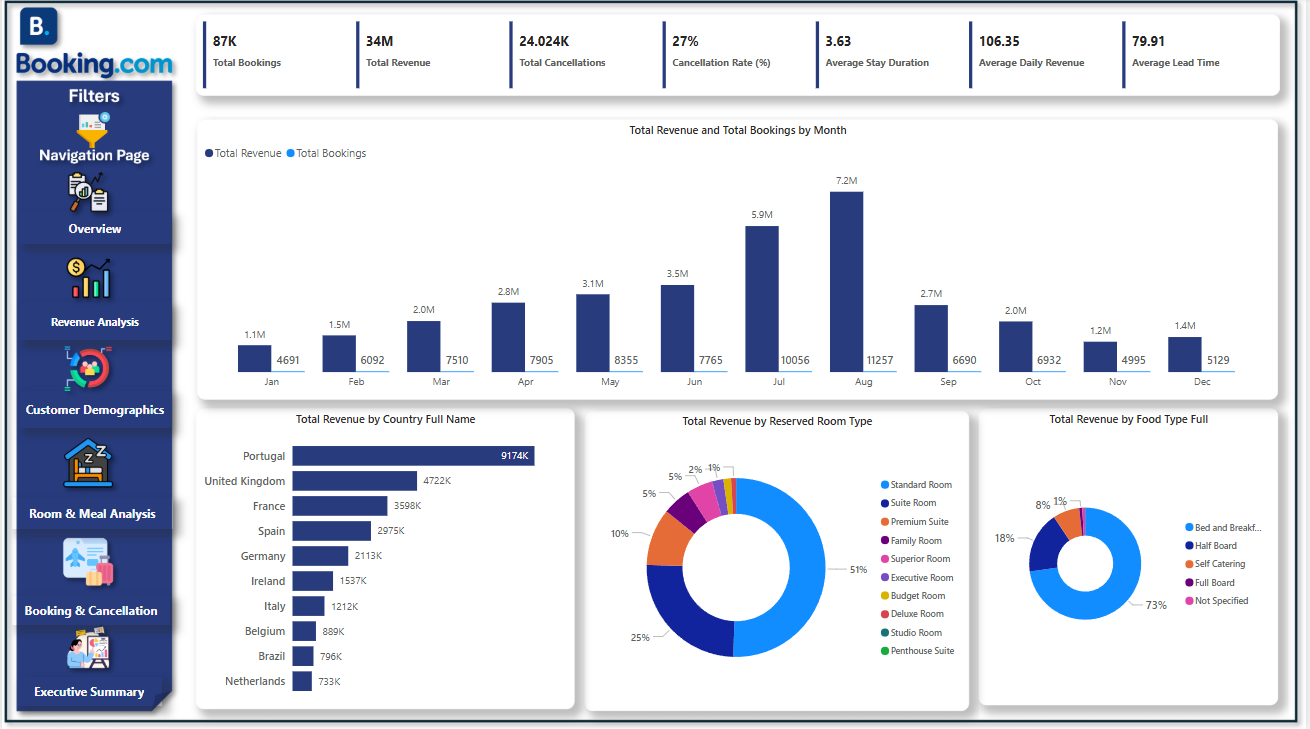 B.
Booking.com
Filters
Navigation Page
Overview
Revenue Analysis
Customer Demographics
Room & Meal Analysis
Booking & Cancellation
Executive Summary
87K
Total Bookings
34M
Total Revenue
24.024K
Total Cancellations
27%
Cancellation Rate (%)
3.63
Average Stay Duration
106.35
Average Daily Revenue
79.91
Average Lead Time
Total Revenue and Total Bookings by Month
Total Revenue Total Bookings
1.1M 1.5M 2.0M 2.8M 3.1M 3.5M 5.9M 7.2M 2.7M 2.0M 1.2M 1.4M
4691 6092 7510 7905 8355 7765 10056 11257 6690 6932 4995 5129
Jan Feb Mar Apr May Jun Jul Aug Sep Oct Nov Dec
Total Revenue by Country Full Name
Portugal 9174K
United Kingdom 4722K
France 3598K
Spain 2975K
Germany 2113K
Ireland 1537K
Italy 1212K
Belgium 889K
Brazil 796K
Netherlands 733K
Total Revenue by Reserved Room Type
51%
25%
10%
5%
5%
2%
1%
Standard Room
Suite Room
Premium Suite
Family Room
Superior Room
Executive Room
Budget Room
Deluxe Room
Studio Room
Penthouse Suite
Total Revenue by Food Type Full
73%
18%
8%
1%
Bed and Breakf...
Half Board
Self Catering
Full Board
Not Specified